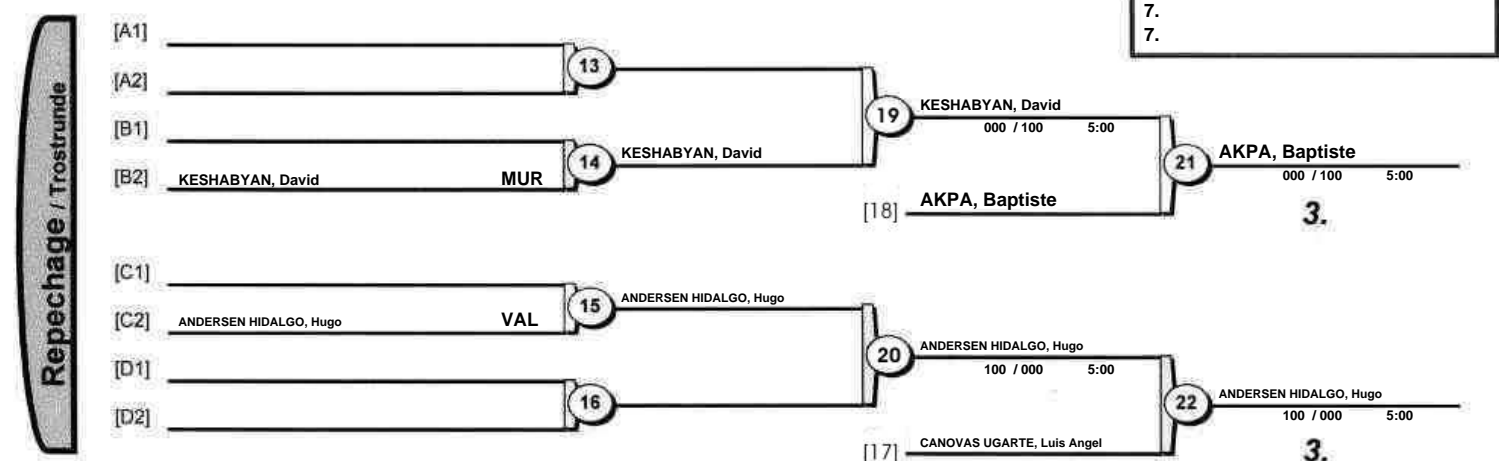 7.
7.
Repechage / Trostrunde
[A1]
[A2]
13
[B1]
[B2] KESHABYAN, David MUR
14
KESHABYAN, David
19
KESHABYAN, David
000 / 100 5:00
[18] AKPA, Baptiste
21
AKPA, Baptiste
000 / 100 5:00
3.
[C1]
[C2] ANDERSEN HIDALGO, Hugo VAL
15
ANDERSEN HIDALGO, Hugo
[D1]
[D2]
16
20
ANDERSEN HIDALGO, Hugo
100 / 000 5:00
[17] CANOVAS UGARTE, Luis Angel
22
ANDERSEN HIDALGO, Hugo
100 / 000 5:00
3.